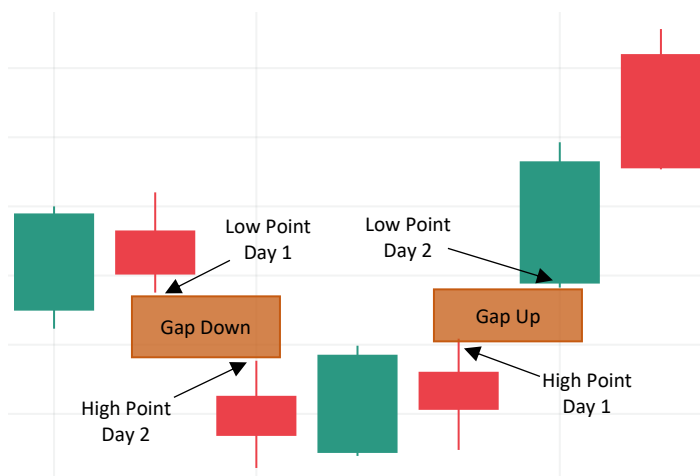 Low Point
Day 1
Low Point
Day 2
Gap Down
Gap Up
High Point
Day 2
High Point
Day 1